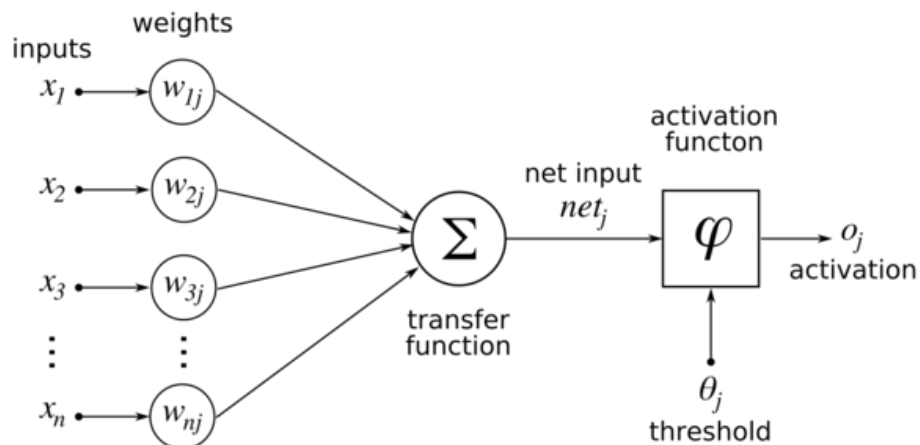 weights
inputs
x₁
w₁ⱼ
activation
functon
x₂
w₂ⱼ
net input
netⱼ
Σ
φ
oⱼ
activation
x₃
w₃ⱼ
transfer
function
⋮ ⋮
xₙ
wₙⱼ
θⱼ
threshold